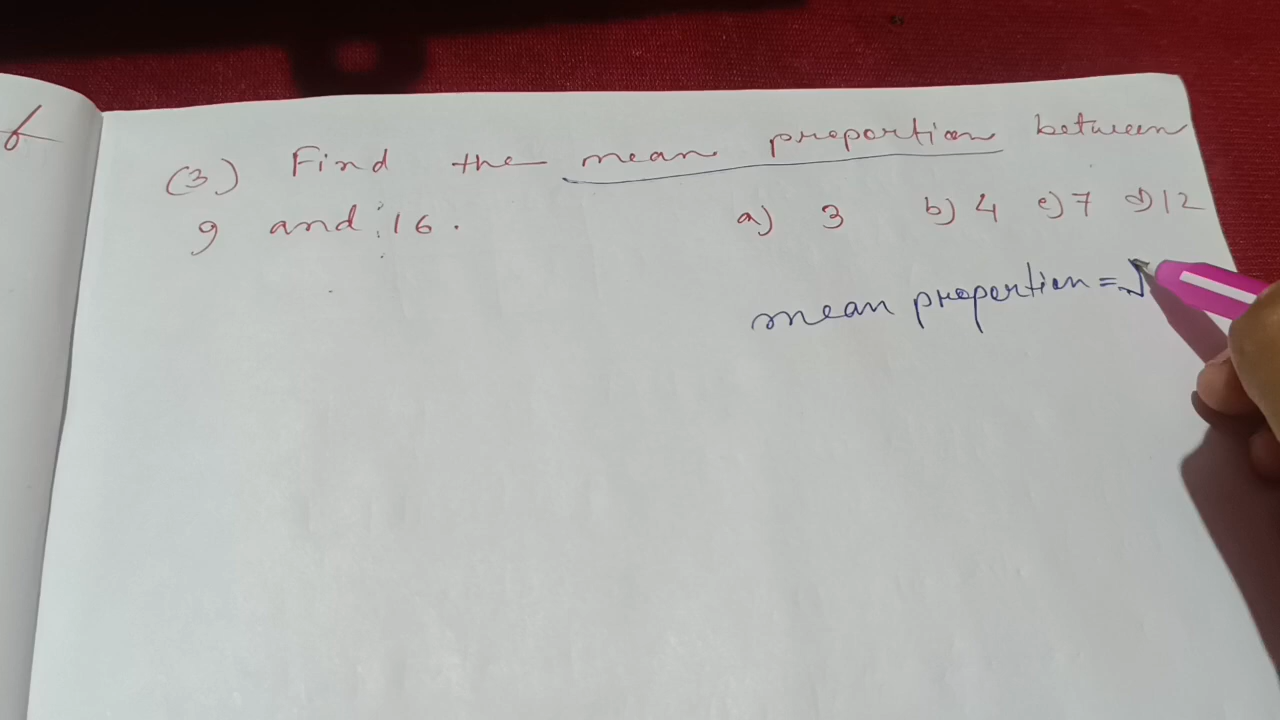 (3) Find the mean proportion between
9 and 16. a) 3 b) 4 c) 7 d) 12
mean proportion = √